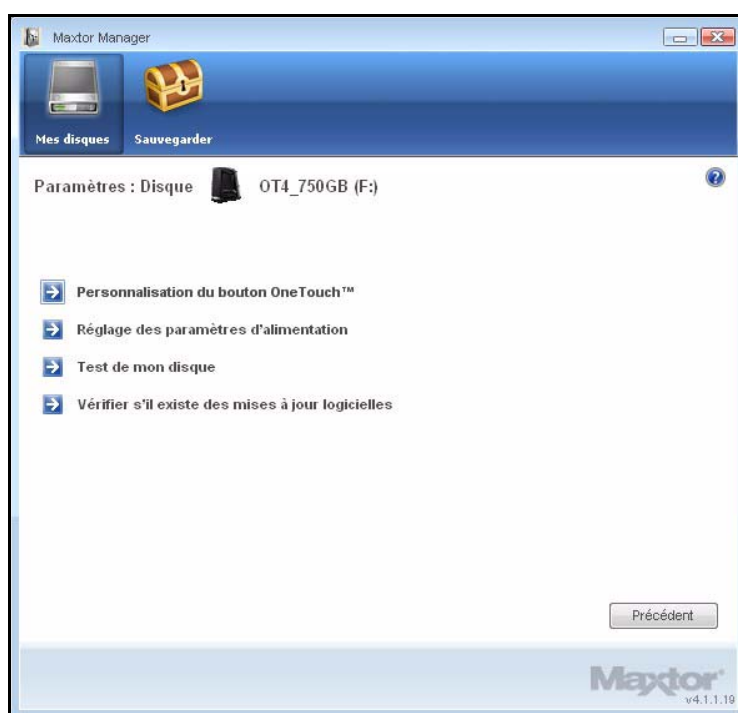 Maxtor Manager
Mes disques
Sauvegarder
Paramètres : Disque OT4_750GB (F:)
Personnalisation du bouton OneTouch™
Réglage des paramètres d'alimentation
Test de mon disque
Vérifier s'il existe des mises à jour logicielles
Précédent
Maxtor
v4.1.1.19